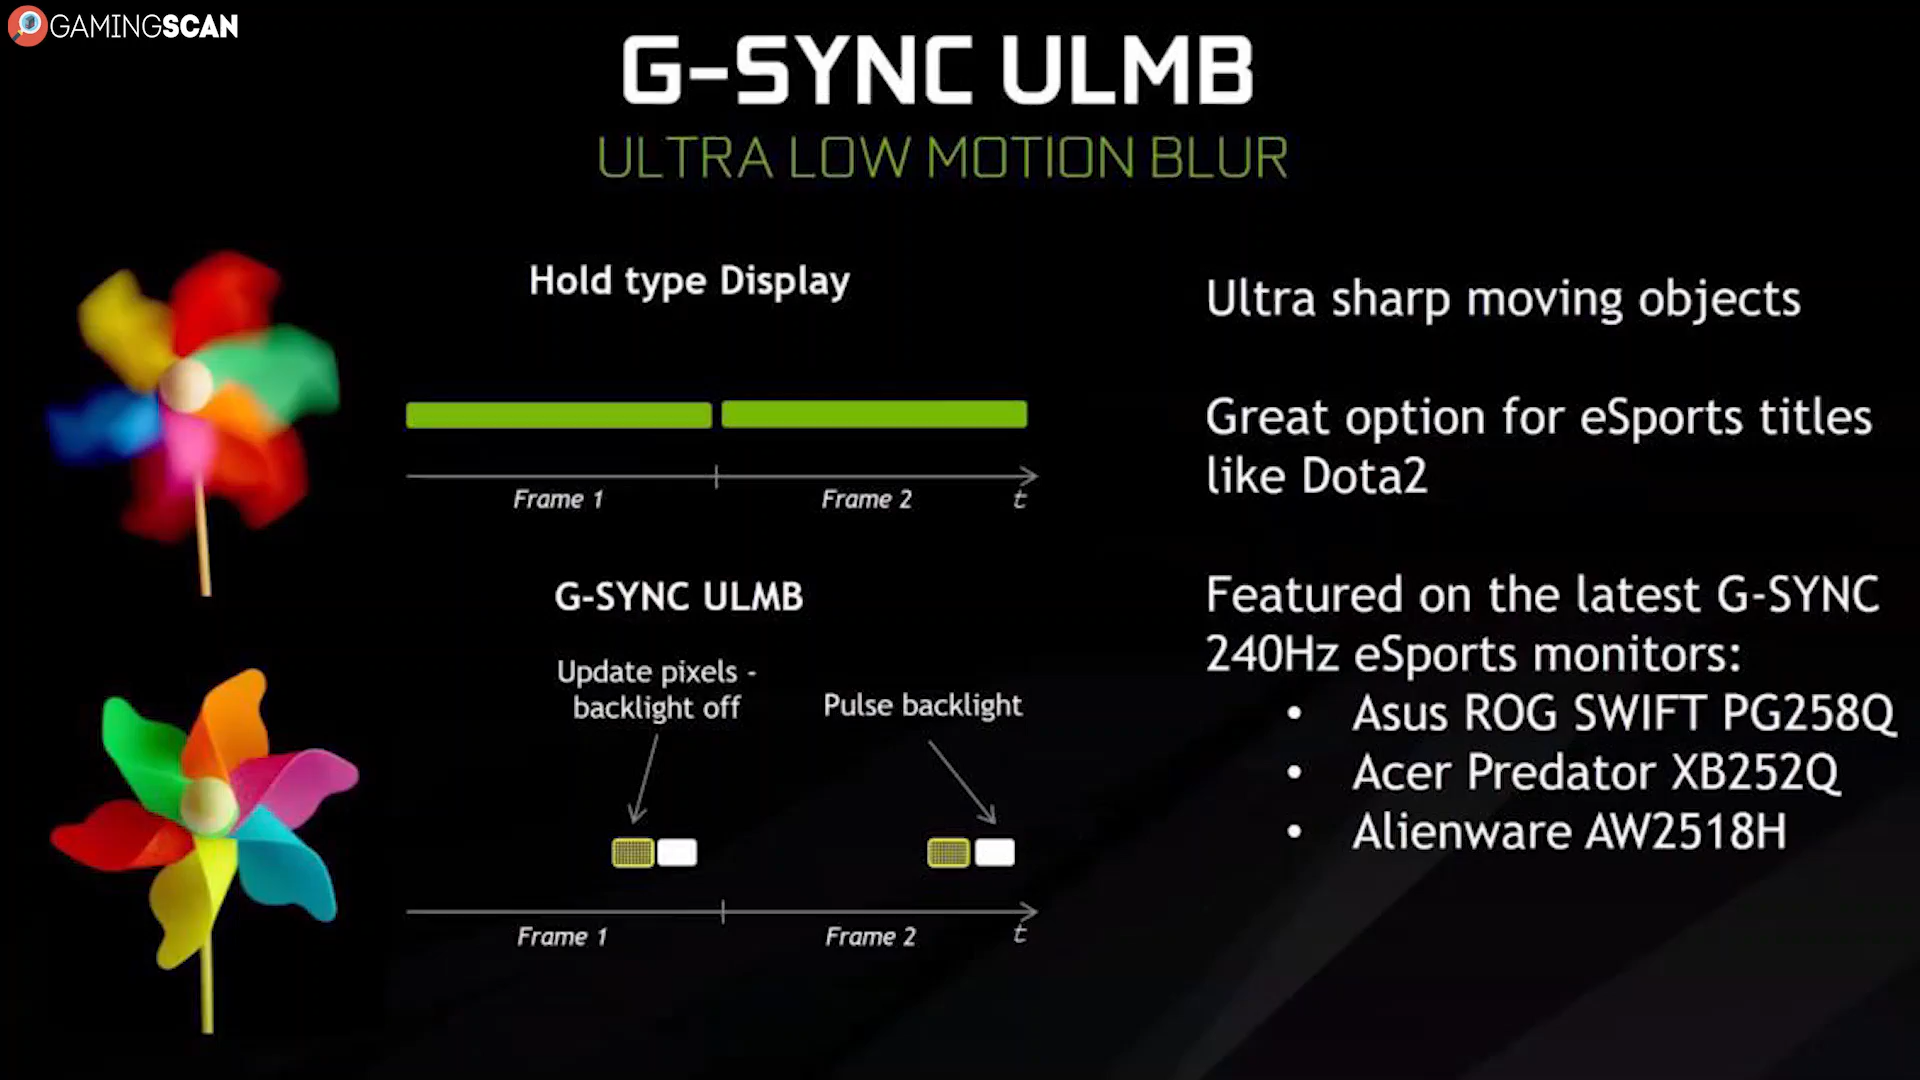 GAMINGSCAN
G-SYNC ULMB
ULTRA LOW MOTION BLUR
Hold type Display
Frame 1
Frame 2
t
G-SYNC ULMB
Update pixels -
backlight off
Pulse backlight
Frame 1
Frame 2
t
Ultra sharp moving objects
Great option for eSports titles
like Dota2
Featured on the latest G-SYNC
240Hz eSports monitors:
• Asus ROG SWIFT PG258Q
• Acer Predator XB252Q
• Alienware AW2518H